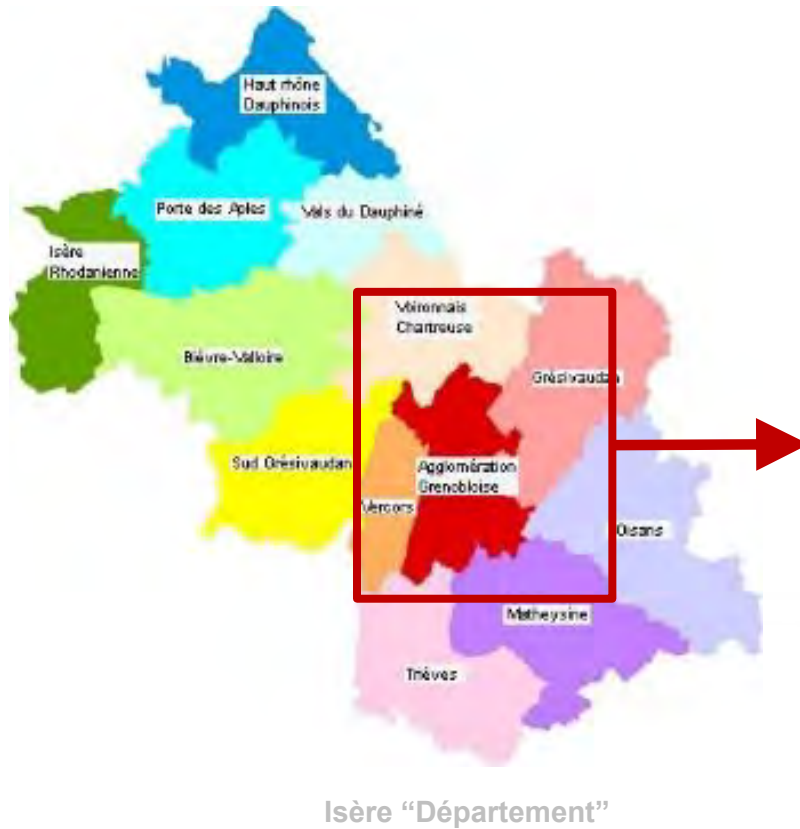 Haut rhône
Dauphinois
Porte des Aples
Vals du Dauphiné
Isère
Rhodanienne
Voironnais
Chartreuse
Bièvre-Valloire
Grésivaudan
Sud Grésivaudan
Agglomération
Grenobloise
Vercors
Oisans
Matheysine
Trièves
Isère “Département”